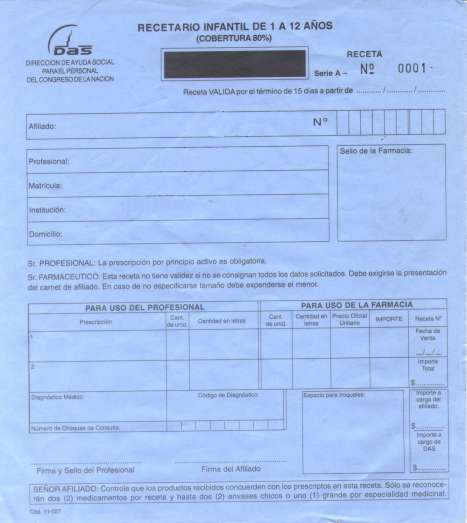 RECETARIO INFANTIL DE 1 A 12 AÑOS
(COBERTURA 80%)
DAS
DIRECCION DE AYUDA SOCIAL
PARA EL PERSONAL
DEL CONGRESO DE LA NACION
RECETA
Serie A – Nº 0001
Receta VALIDA por el término de 15 días a partir de ........... / ........... / ...........
Afiliado: Nº
Profesional:
Matrícula:
Institución:
Domicilio:
Sello de la Farmacia:
Sr. PROFESIONAL: La prescripción por principio activo es obligatoria.
Sr. FARMACEUTICO: Esta receta no tiene validez si no se consignan todos los datos solicitados. Debe exigirse la presentación
del carnet de afiliado. En caso de no especificarse tamaño debe expenderse el menor.
PARA USO DEL PROFESIONAL PARA USO DE LA FARMACIA
Prescripción Cant. de unid. Cantidad en letras Cant. de unid. Cantidad en letras Precio Oficial Unitario IMPORTE Receta Nº
1
Fecha de
Venta
__/__/__
2
Importe
Total
$............
Diagnóstico Médico: Código de Diagnóstico: Espacio para troqueles:
Importe a
cargo del
afiliado:
$............
Número de Cheques de Consulta:
Importe a
cargo de
DAS
$............
Firma y Sello del Profesional Firma del Afiliado
SEÑOR AFILIADO: Controle que los productos recibidos concuerden con los prescriptos en esta receta. Sólo se reconoce-
rán dos (2) medicamentos por receta y hasta dos (2) envases chicos o uno (1) grande por especialidad medicinal.
Cód. 11-027